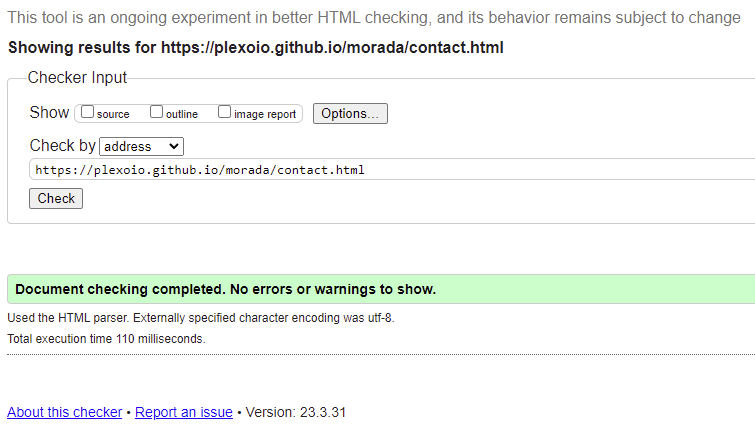 This tool is an ongoing experiment in better HTML checking, and its behavior remains subject to change
Showing results for https://plexoio.github.io/morada/contact.html
Checker Input
Show source outline image report Options...
Check by address
https://plexoio.github.io/morada/contact.html
Check
Document checking completed. No errors or warnings to show.
Used the HTML parser. Externally specified character encoding was utf-8.
Total execution time 110 milliseconds.
About this checker • Report an issue • Version: 23.3.31